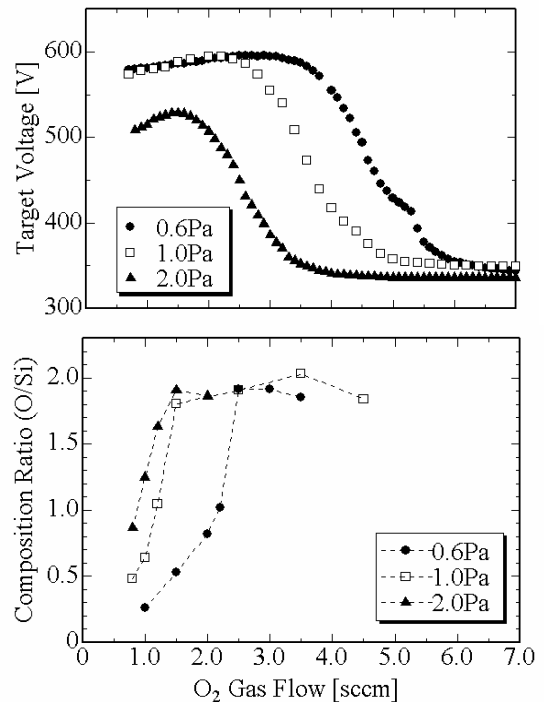 600
500
400
300
Target Voltage [V]
0.6Pa
1.0Pa
2.0Pa
2.0
1.5
1.0
0.5
0
Composition Ratio (O/Si)
0.6Pa
1.0Pa
2.0Pa
1.0 2.0 3.0 4.0 5.0 6.0 7.0
O₂ Gas Flow [sccm]